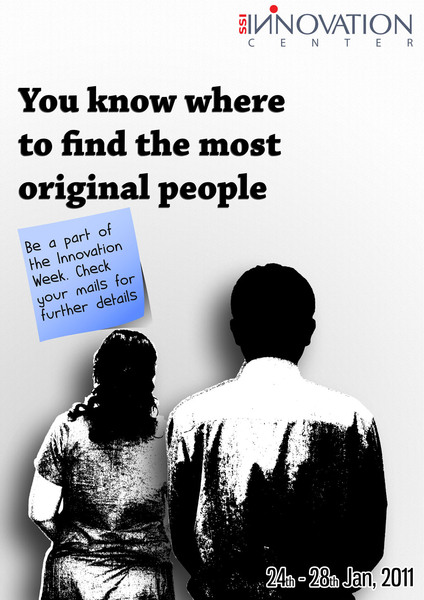 SSI INNOVATION
CENTER
You know where
to find the most
original people
Be a part of
the Innovation
Week. Check
your mails for
further details
24th - 28th Jan, 2011